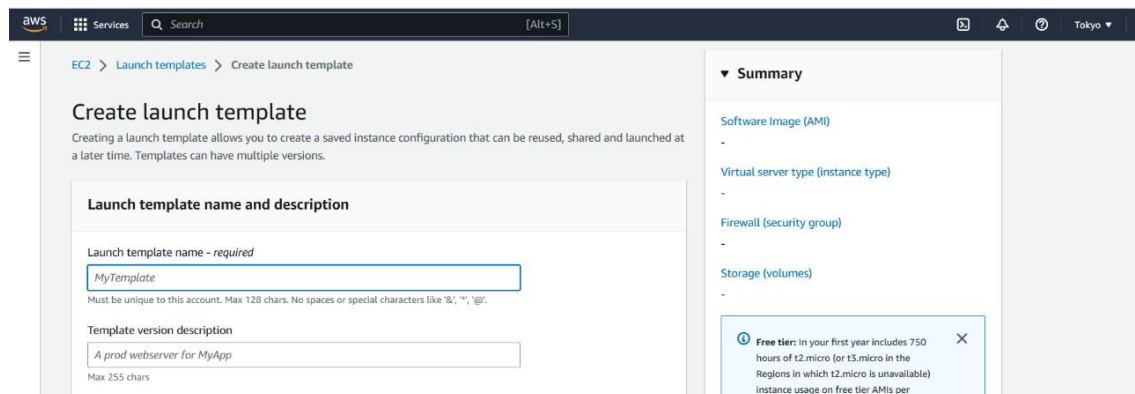 aws
Services
Search
[Alt+S]
Tokyo ▼
EC2 > Launch templates > Create launch template
Create launch template
Creating a launch template allows you to create a saved instance configuration that can be reused, shared and launched at
a later time. Templates can have multiple versions.
Launch template name and description
Launch template name - required
MyTemplate
Must be unique to this account. Max 128 chars. No spaces or special characters like '&', '*', '@'.
Template version description
A prod webserver for MyApp
Max 255 chars
▼ Summary
Software Image (AMI)
-
Virtual server type (instance type)
-
Firewall (security group)
-
Storage (volumes)
-
Free tier: In your first year includes 750
hours of t2.micro (or t3.micro in the
Regions in which t2.micro is unavailable)
instance usage on free tier AMIs per